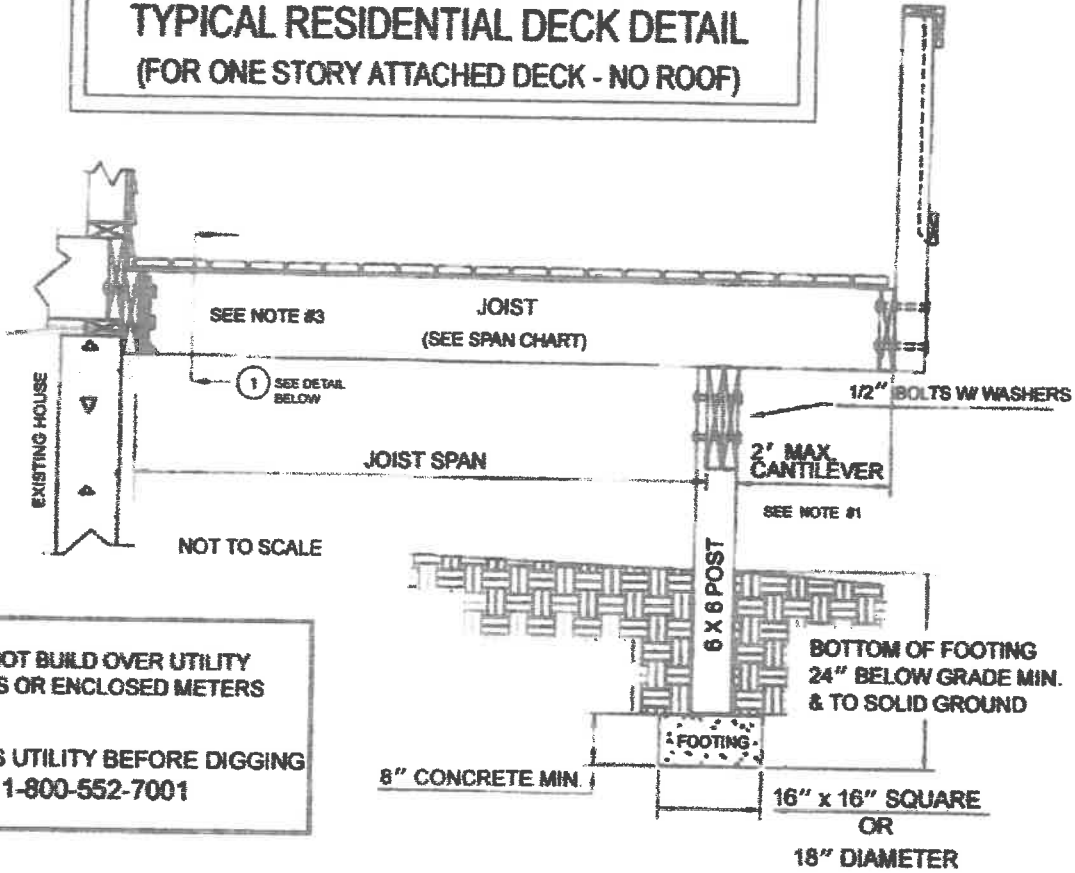 TYPICAL RESIDENTIAL DECK DETAIL
(FOR ONE STORY ATTACHED DECK - NO ROOF)
SEE NOTE #3
JOIST
(SEE SPAN CHART)
1
SEE DETAIL
BELOW
1/2" BOLTS W/ WASHERS
EXISTING HOUSE
JOIST SPAN
2' MAX.
CANTILEVER
SEE NOTE #1
NOT TO SCALE
6 X 6 POST
BUILD OVER UTILITY
OR ENCLOSED METERS
UTILITY BEFORE DIGGING
1-800-552-7001
BOTTOM OF FOOTING
24" BELOW GRADE MIN.
& TO SOLID GROUND
FOOTING
8" CONCRETE MIN.
16" x 16" SQUARE
OR
18" DIAMETER